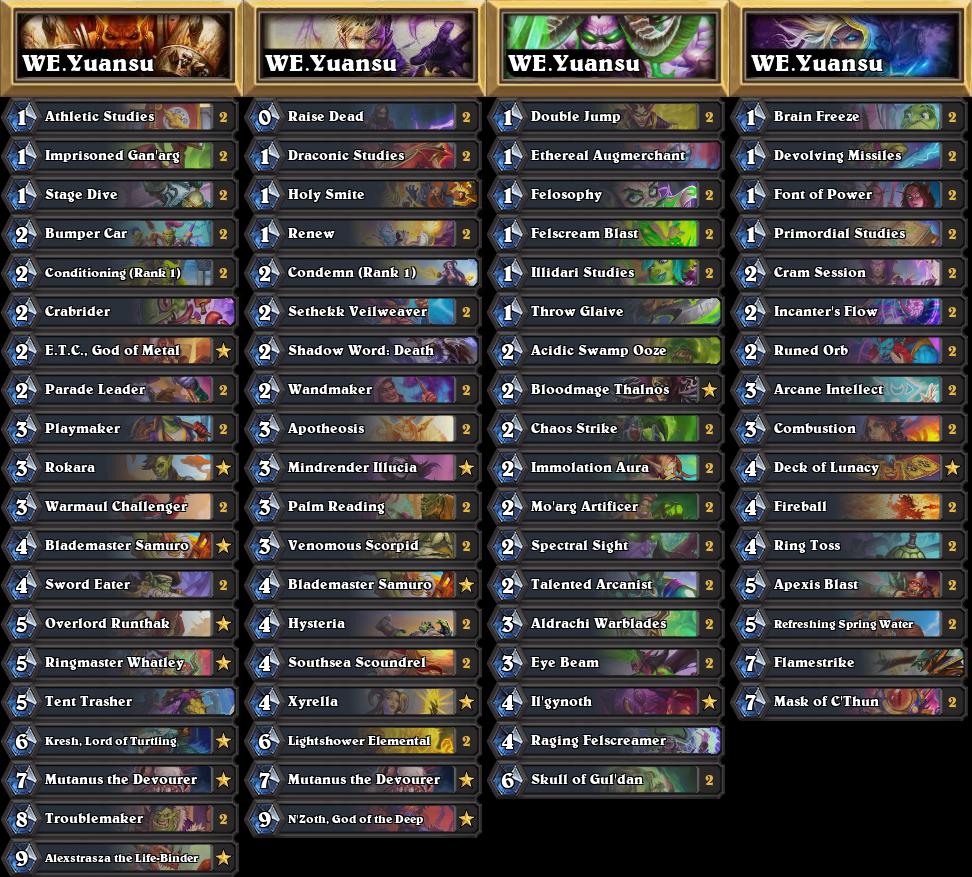 WE.Yuansu
1 Athletic Studies 2
1 Imprisoned Gan'arg 2
1 Stage Dive 2
2 Bumper Car 2
2 Conditioning (Rank 1) 2
2 Crabrider
2 E.T.C., God of Metal
2 Parade Leader 2
3 Playmaker 2
3 Rokara
3 Warmaul Challenger 2
4 Blademaster Samuro
4 Sword Eater 2
5 Overlord Runthak
5 Ringmaster Whatley
5 Tent Trasher
6 Kresh, Lord of Turtling
7 Mutanus the Devourer
8 Troublemaker 2
9 Alexstrasza the Life-Binder
WE.Yuansu
0 Raise Dead 2
1 Draconic Studies 2
1 Holy Smite
1 Renew 2
2 Condemn (Rank 1)
2 Sethekk Veilweaver 2
2 Shadow Word: Death
2 Wandmaker 2
3 Apotheosis 2
3 Mindrender Illucia
3 Palm Reading 2
3 Venomous Scorpid 2
4 Blademaster Samuro
4 Hysteria 2
4 Southsea Scoundrel
4 Xyrella
6 Lightshower Elemental 2
7 Mutanus the Devourer
9 N'Zoth, God of the Deep
WE.Yuansu
1 Double Jump 2
1 Ethereal Augmerchant
1 Felosophy 2
1 Felscream Blast 2
1 Illidari Studies 2
1 Throw Glaive
2 Acidic Swamp Ooze
2 Bloodmage Thalnos
2 Chaos Strike 2
2 Immolation Aura 2
2 Mo'arg Artificer 2
2 Spectral Sight 2
2 Talented Arcanist 2
3 Aldrachi Warblades 2
3 Eye Beam 2
4 Il'gynoth
4 Raging Felscreamer
6 Skull of Gul'dan 2
WE.Yuansu
1 Brain Freeze 2
1 Devolving Missiles 2
1 Font of Power 2
1 Primordial Studies 2
2 Cram Session 2
2 Incanter's Flow 2
2 Runed Orb 2
3 Arcane Intellect 2
3 Combustion 2
4 Deck of Lunacy
4 Fireball 2
4 Ring Toss 2
5 Apexis Blast 2
5 Refreshing Spring Water 2
7 Flamestrike
7 Mask of C'Thun 2